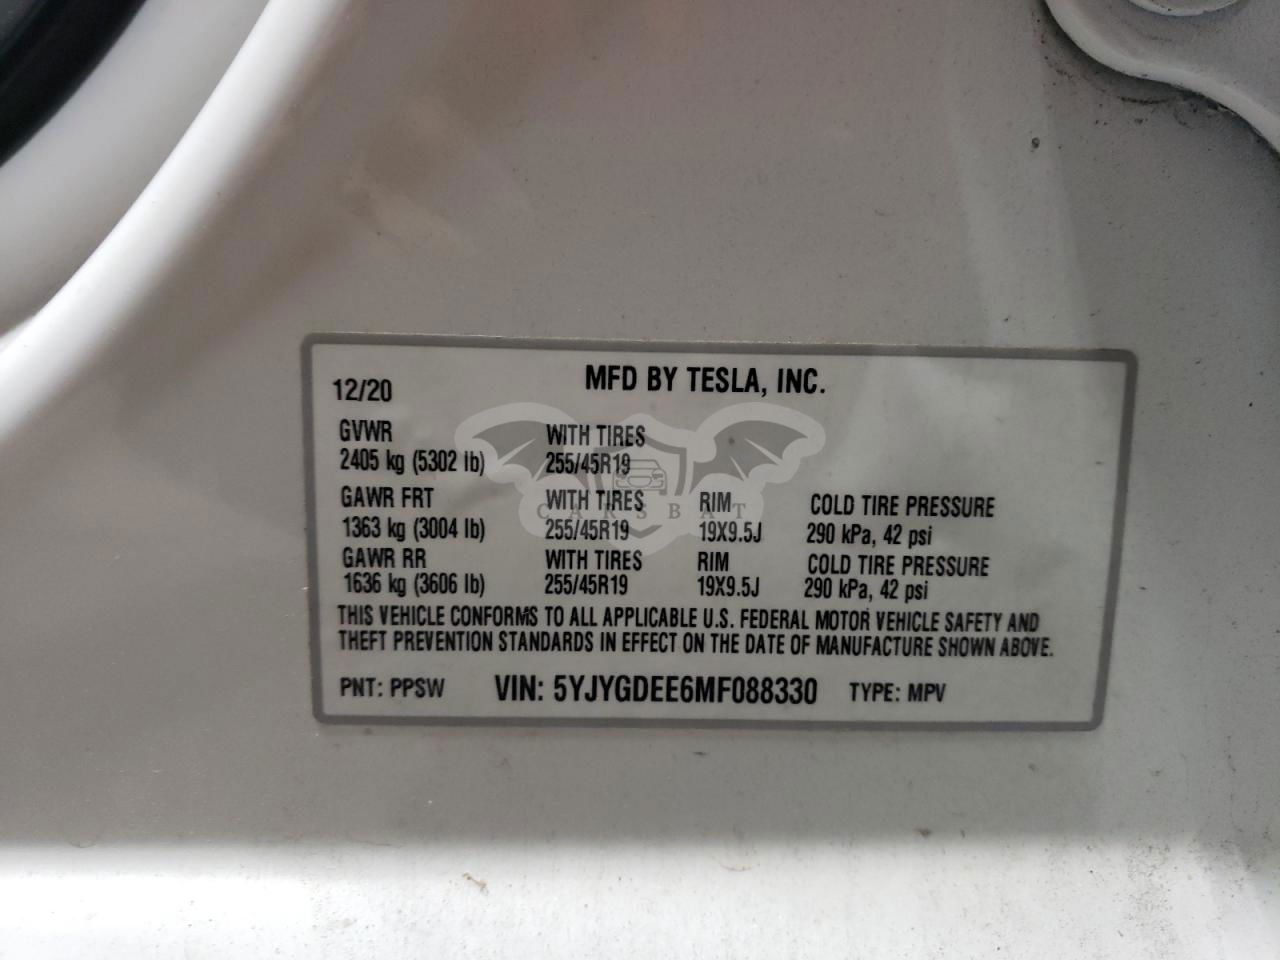 12/20 MFD BY TESLA, INC.
GVWR WITH TIRES
2405 kg (5302 lb) 255/45R19
GAWR FRT WITH TIRES RIM COLD TIRE PRESSURE
1363 kg (3004 lb) 255/45R19 19X9.5J 290 kPa, 42 psi
GAWR RR WITH TIRES RIM COLD TIRE PRESSURE
1636 kg (3606 lb) 255/45R19 19X9.5J 290 kPa, 42 psi
THIS VEHICLE CONFORMS TO ALL APPLICABLE U.S. FEDERAL MOTOR VEHICLE SAFETY AND
THEFT PREVENTION STANDARDS IN EFFECT ON THE DATE OF MANUFACTURE SHOWN ABOVE.
PNT: PPSW VIN: 5YJYGDEE6MF088330 TYPE: MPV
CARSBAT